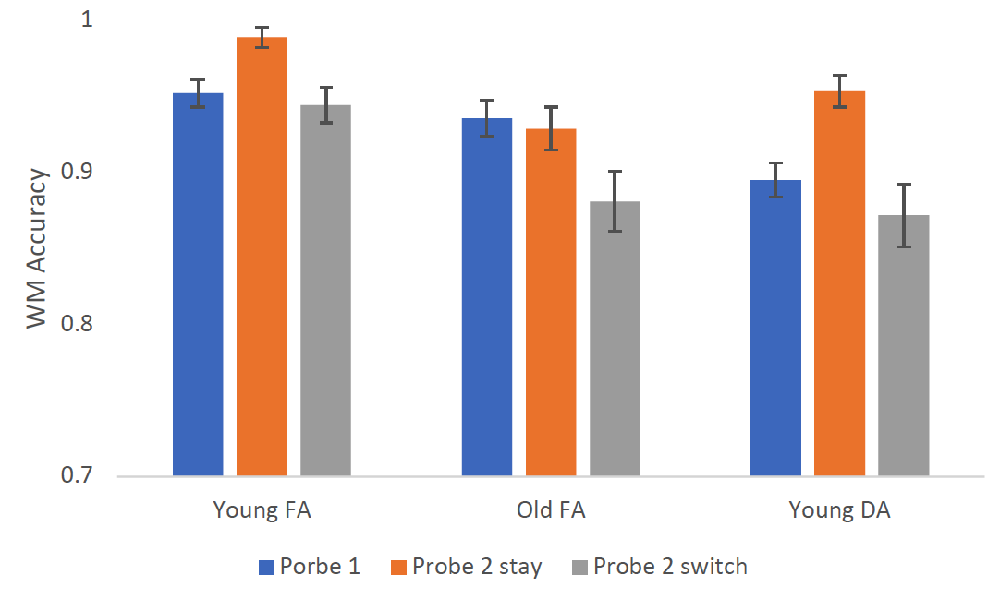 1
0.9
0.8
0.7
WM Accuracy
Young FA Old FA Young DA
Porbe 1 Probe 2 stay Probe 2 switch